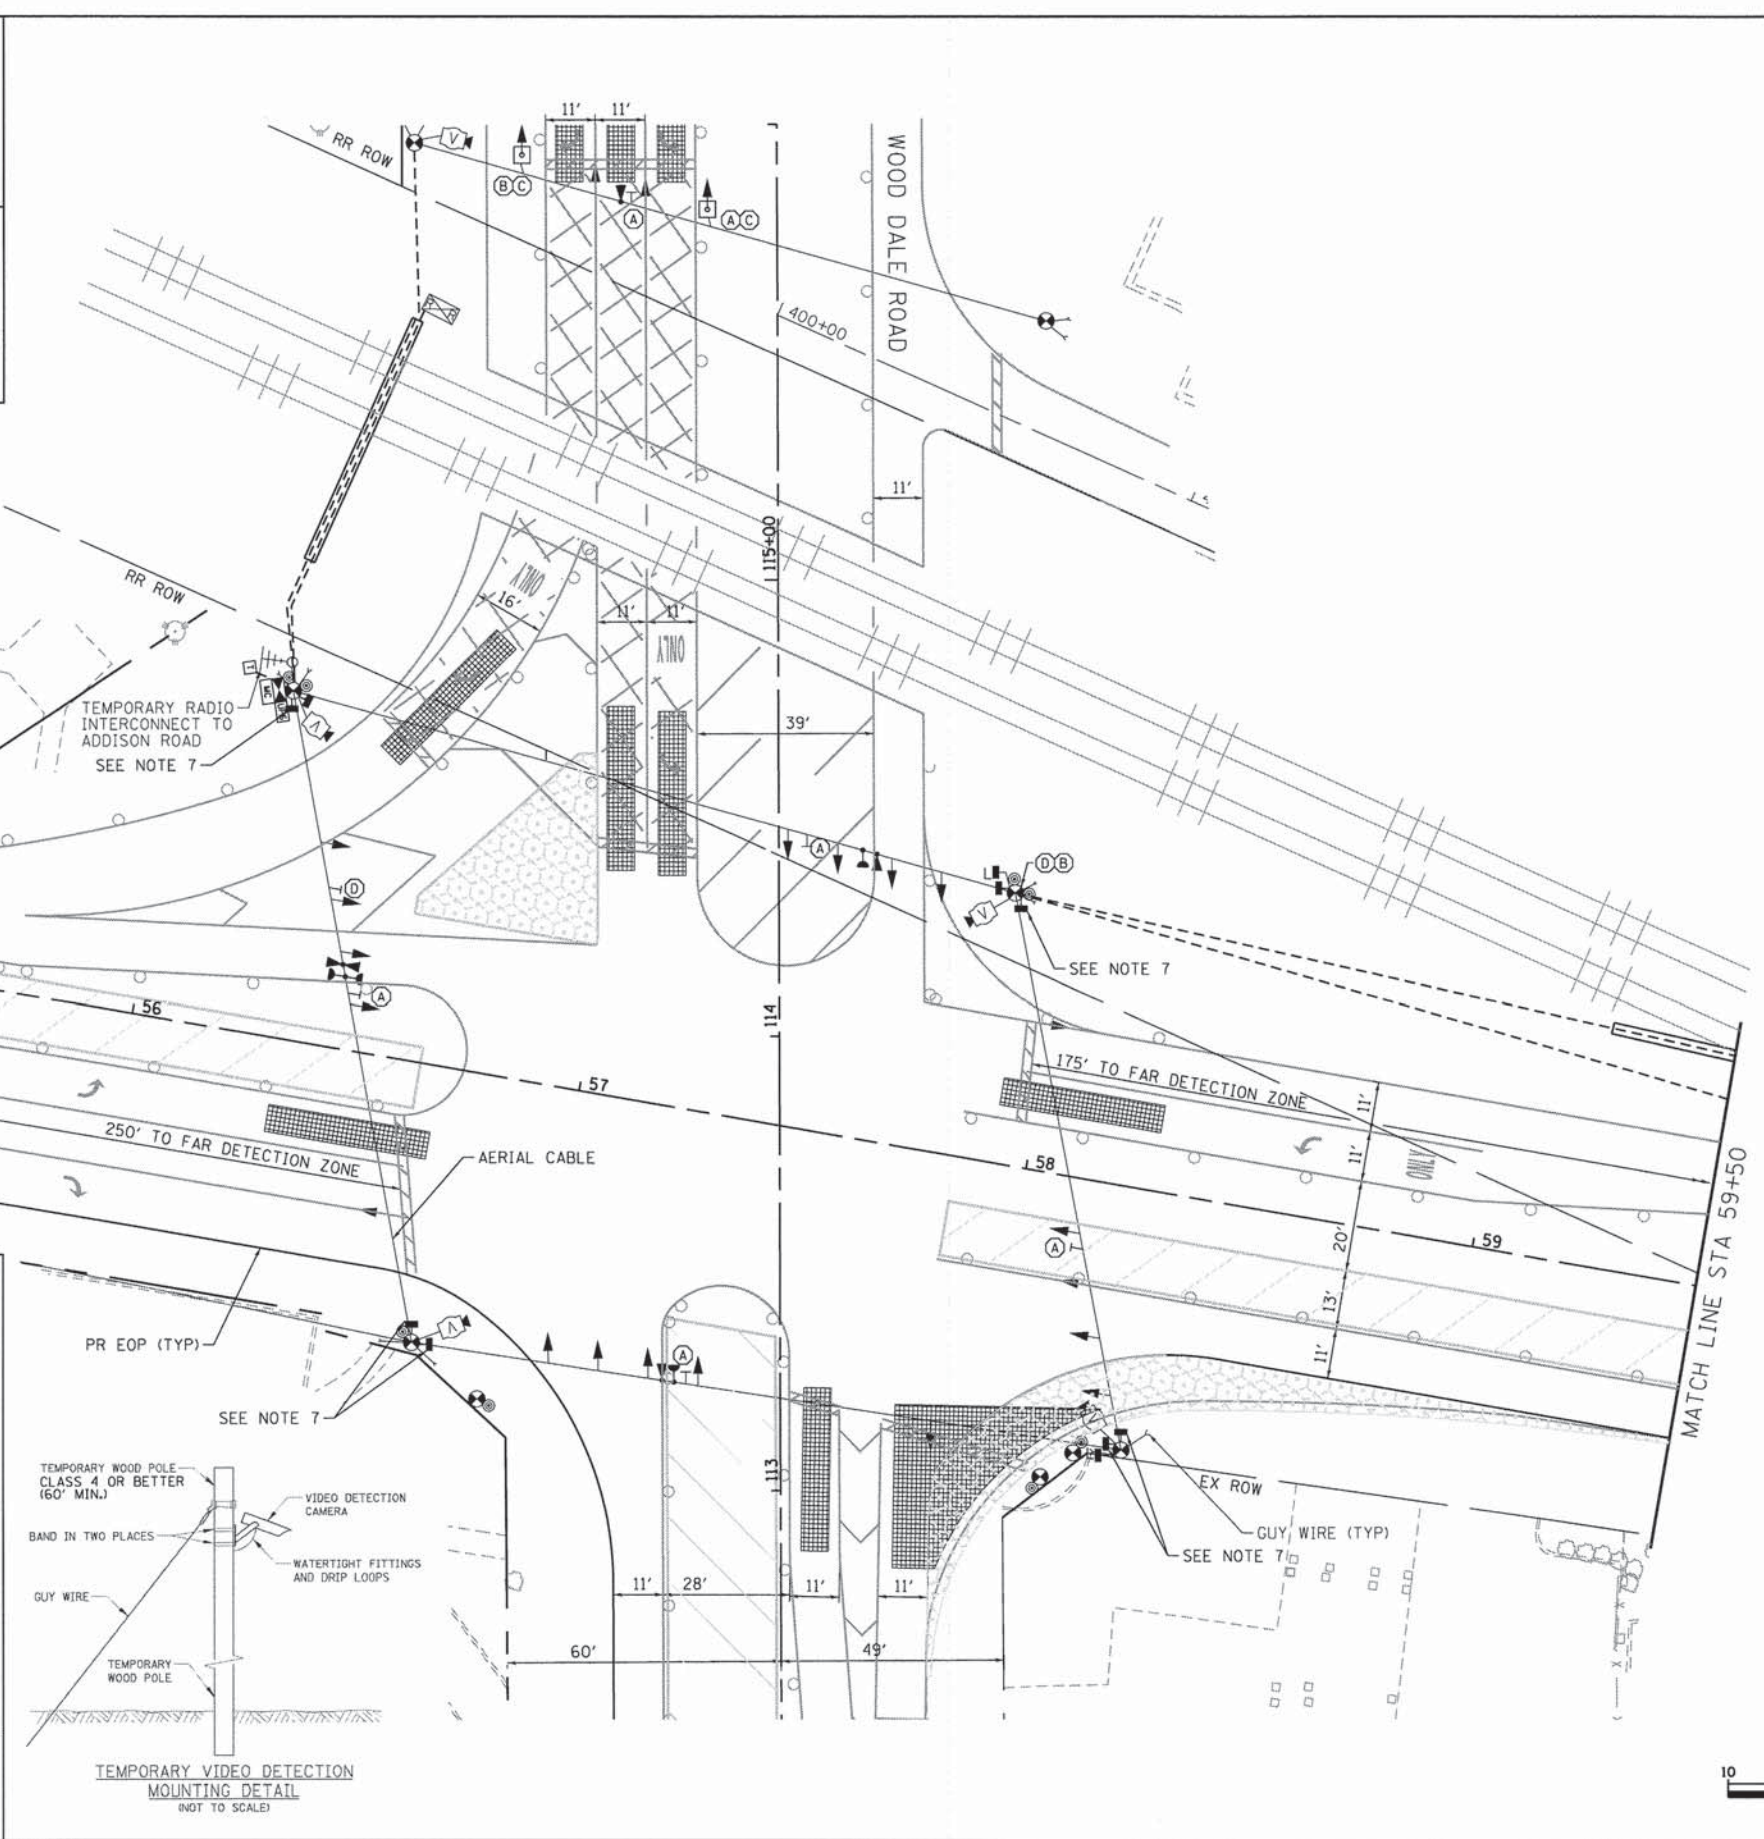 11' 11'
RR ROW
V
B C
A
A C
WOOD DALE ROAD
400+00
11'
115+00
ONLY
16'
11' 11'
ONLY
RR ROW
T
MC
TEMPORARY RADIO
INTERCONNECT TO
ADDISON ROAD
SEE NOTE 7
V
39'
A
D B
D
V
SEE NOTE 7
A
56
114
57
175' TO FAR DETECTION ZONE
11'
250' TO FAR DETECTION ZONE
AERIAL CABLE
58
11'
ONLY
MATCH LINE STA 59+50
20'
59
A
13'
11'
PR EOP (TYP)
V
A
SEE NOTE 7
113
EX ROW
GUY WIRE (TYP)
SEE NOTE 7
TEMPORARY WOOD POLE
CLASS 4 OR BETTER
(60' MIN.)
VIDEO DETECTION
CAMERA
BAND IN TWO PLACES
WATERTIGHT FITTINGS
AND DRIP LOOPS
GUY WIRE
11' 28' 11' 11'
60' 49'
TEMPORARY
WOOD POLE
TEMPORARY VIDEO DETECTION
MOUNTING DETAIL
(NOT TO SCALE)
10